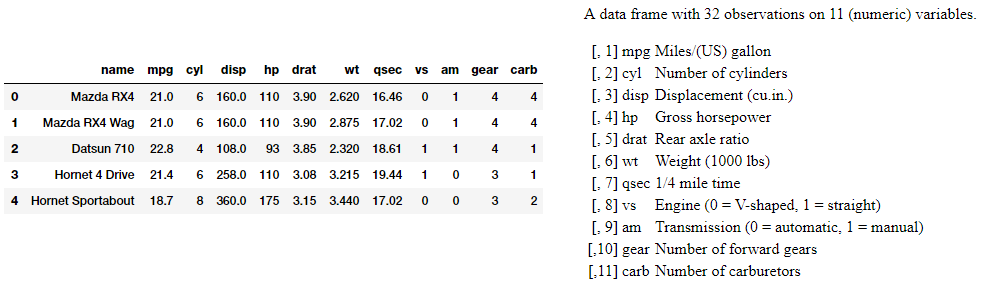 name mpg cyl disp hp drat wt qsec vs am gear carb
0 Mazda RX4 21.0 6 160.0 110 3.90 2.620 16.46 0 1 4 4
1 Mazda RX4 Wag 21.0 6 160.0 110 3.90 2.875 17.02 0 1 4 4
2 Datsun 710 22.8 4 108.0 93 3.85 2.320 18.61 1 1 4 1
3 Hornet 4 Drive 21.4 6 258.0 110 3.08 3.215 19.44 1 0 3 1
4 Hornet Sportabout 18.7 8 360.0 175 3.15 3.440 17.02 0 0 3 2
A data frame with 32 observations on 11 (numeric) variables.
[, 1] mpg Miles/(US) gallon
[, 2] cyl Number of cylinders
[, 3] disp Displacement (cu.in.)
[, 4] hp Gross horsepower
[, 5] drat Rear axle ratio
[, 6] wt Weight (1000 lbs)
[, 7] qsec 1/4 mile time
[, 8] vs Engine (0 = V-shaped, 1 = straight)
[, 9] am Transmission (0 = automatic, 1 = manual)
[,10] gear Number of forward gears
[,11] carb Number of carburetors